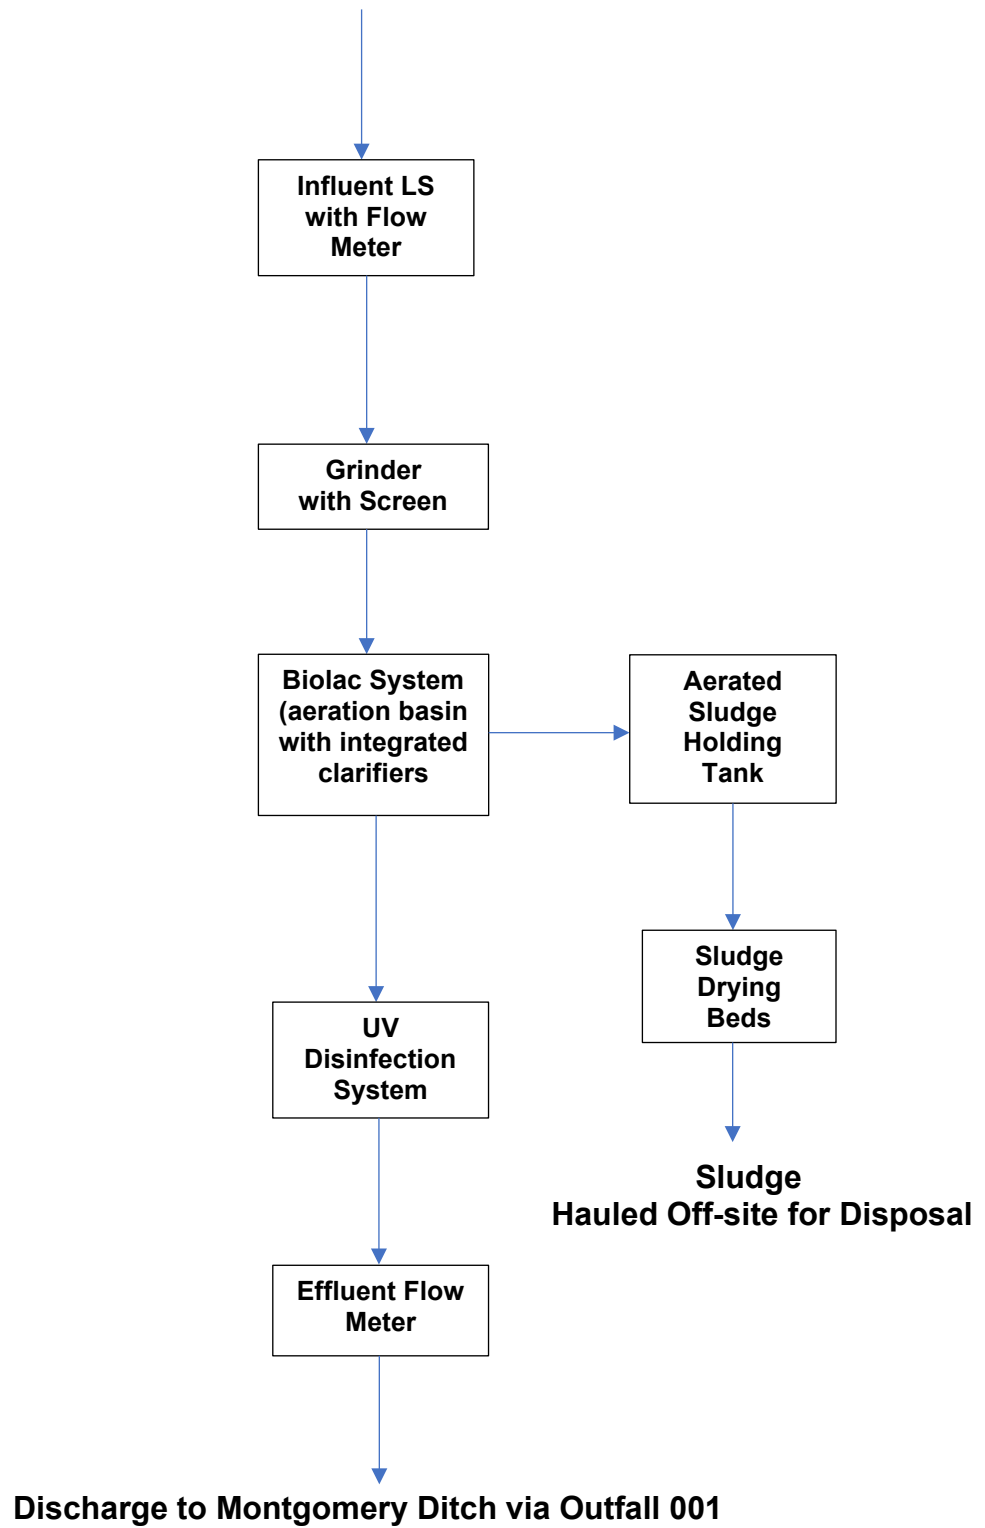 Influent LS
with Flow
Meter
Grinder
with Screen
Biolac System
(aeration basin
with integrated
clarifiers
Aerated
Sludge
Holding
Tank
Sludge
Drying
Beds
UV
Disinfection
System
Sludge
Hauled Off-site for Disposal
Effluent Flow
Meter
Discharge to Montgomery Ditch via Outfall 001